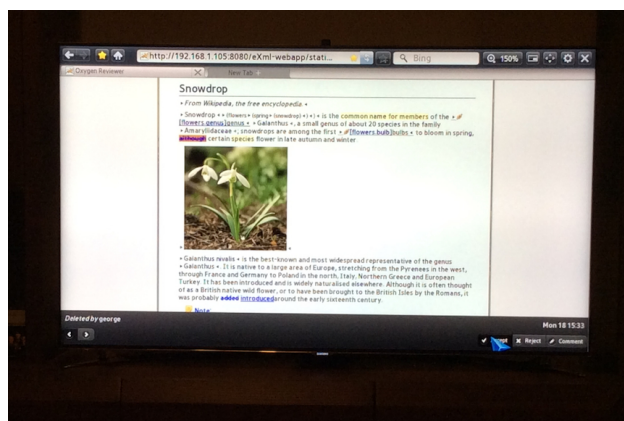 http://192.168.1.105:8080/eXml-webapp/stati...
Bing
150%
Oxygen Reviewer
New Tab
Snowdrop
From Wikipedia, the free encyclopedia.
Snowdrop (flowers (spring (snowdrop) ) ) is the common name for members of the
[flowers.genus]genus Galanthus , a small genus of about 20 species in the family
Amaryllidaceae , snowdrops are among the first [flowers.bulb]bulbs to bloom in spring,
although certain species flower in late autumn and winter.
Galanthus nivalis is the best-known and most widespread representative of the genus
Galanthus . It is native to a large area of Europe, stretching from the Pyrenees in the west,
through France and Germany to Poland in the north, Italy, Northern Greece and European
Turkey. It has been introduced and is widely naturalised elsewhere. Although it is often thought
of as a British native wild flower, or to have been brought to the British Isles by the Romans, it
was probably added introducedaround the early sixteenth century.
Note:
Deleted by george
Mon 18 15:33
Reject
Comment